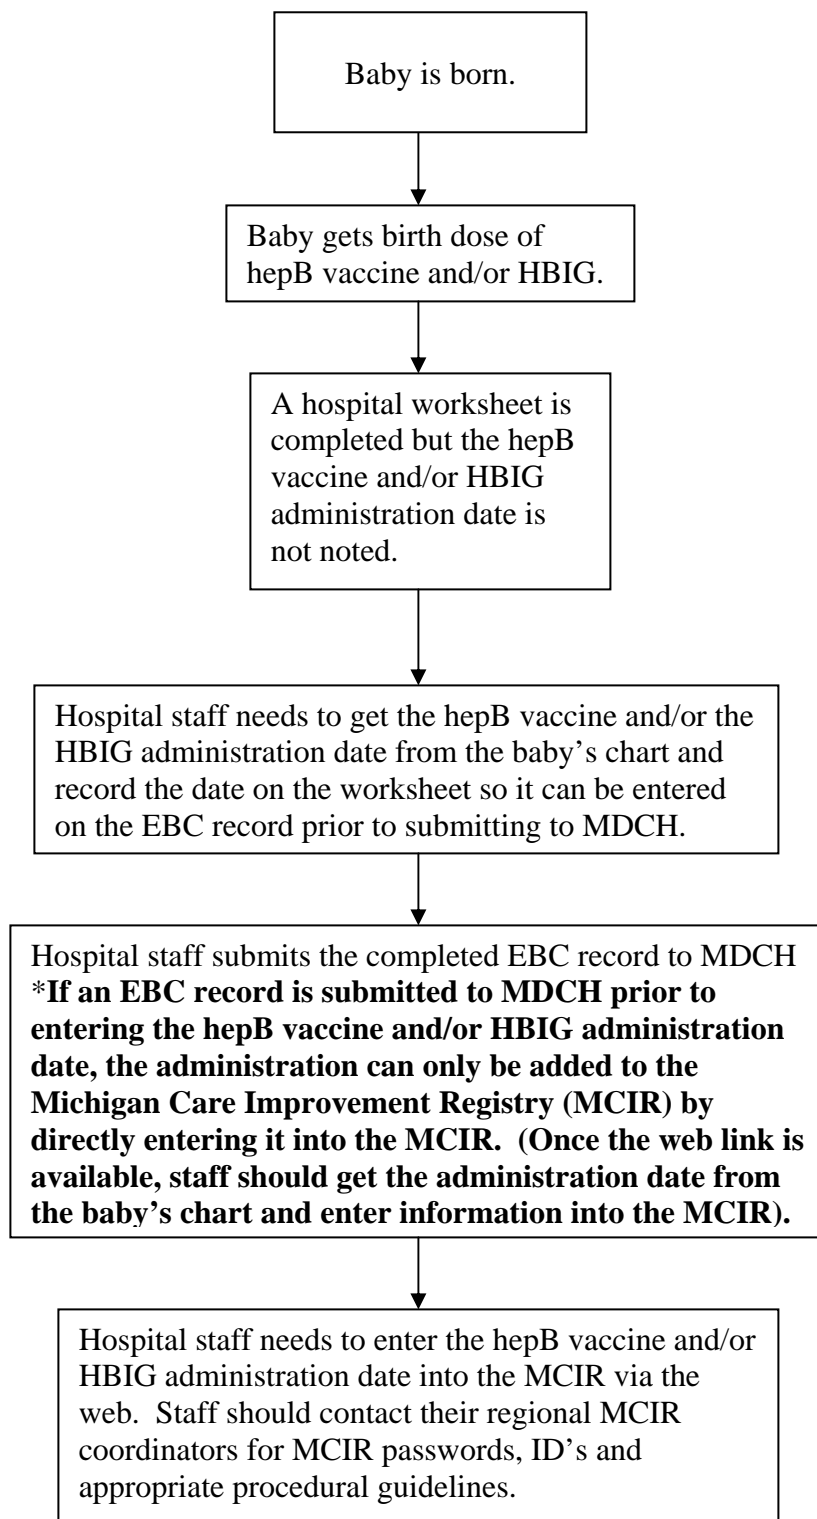 Baby is born.
Baby gets birth dose of
hepB vaccine and/or HBIG.
A hospital worksheet is
completed but the hepB
vaccine and/or HBIG
administration date is
not noted.
Hospital staff needs to get the hepB vaccine and/or the
HBIG administration date from the baby’s chart and
record the date on the worksheet so it can be entered
on the EBC record prior to submitting to MDCH.
Hospital staff submits the completed EBC record to MDCH
*If an EBC record is submitted to MDCH prior to
entering the hepB vaccine and/or HBIG administration
date, the administration can only be added to the
Michigan Care Improvement Registry (MCIR) by
directly entering it into the MCIR.  (Once the web link is
available, staff should get the administration date from
the baby’s chart and enter information into the MCIR).
Hospital staff needs to enter the hepB vaccine and/or
HBIG administration date into the MCIR via the
web.  Staff should contact their regional MCIR
coordinators for MCIR passwords, ID’s and
appropriate procedural guidelines.